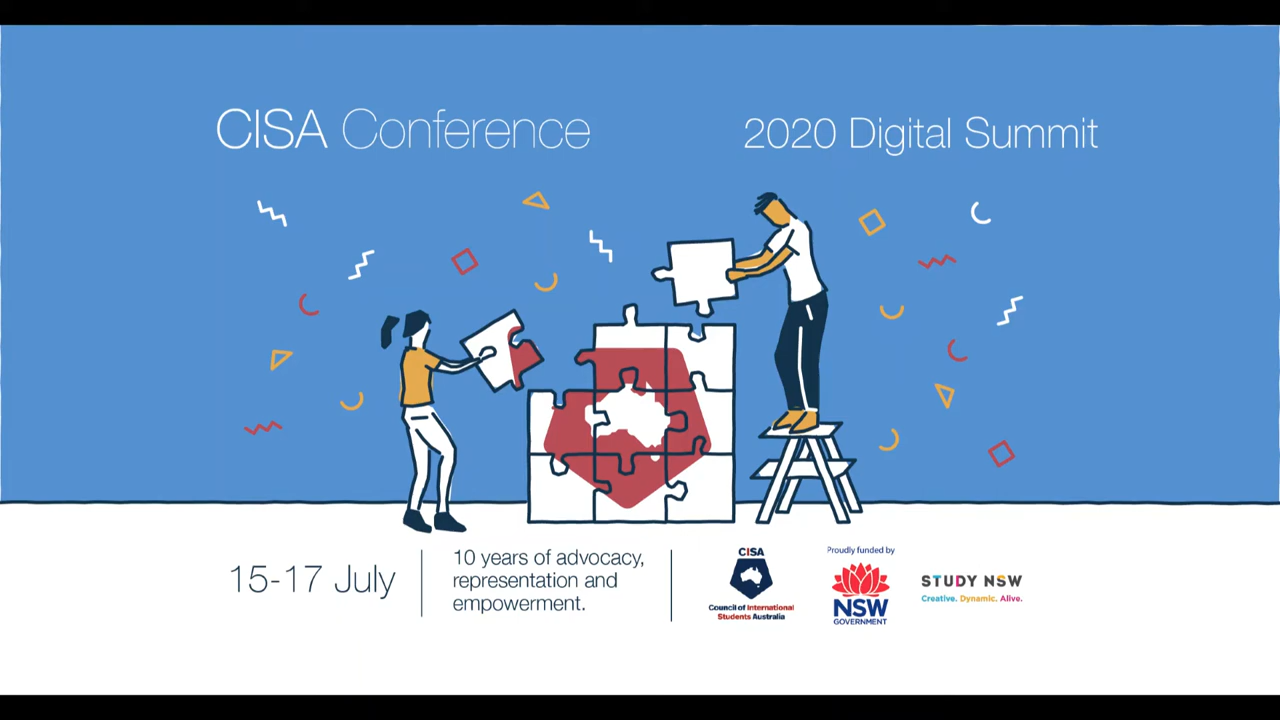 CISA Conference
2020 Digital Summit
15-17 July
10 years of advocacy,
representation and
empowerment.
CISA
Council of International
Students Australia
Proudly funded by
NSW
GOVERNMENT
STUDY NSW
Creative. Dynamic. Alive.